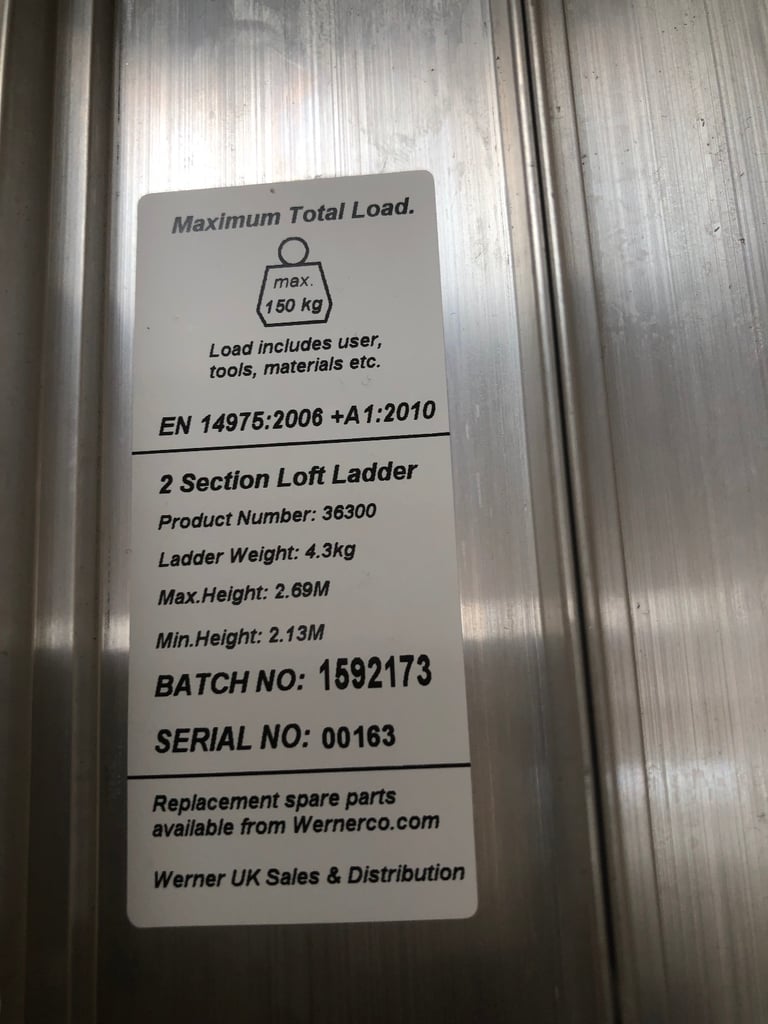 Maximum Total Load.
max.
150 kg
Load includes user,
tools, materials etc.
EN 14975:2006 +A1:2010
2 Section Loft Ladder
Product Number: 36300
Ladder Weight: 4.3kg
Max.Height: 2.69M
Min.Height: 2.13M
BATCH NO: 1592173
SERIAL NO: 00163
Replacement spare parts
available from Wernerco.com
Werner UK Sales & Distribution